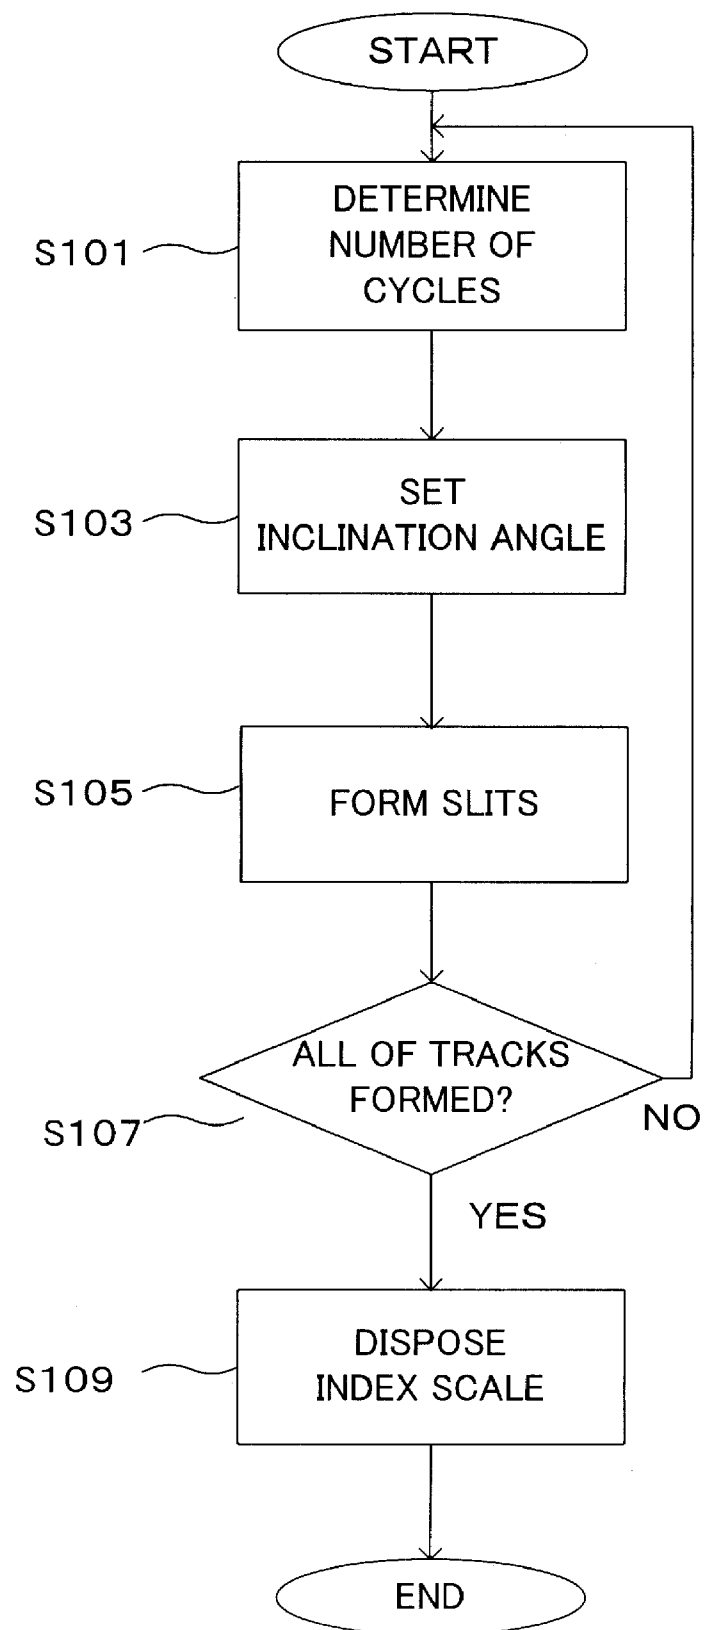 START
DETERMINE
NUMBER OF
CYCLES
S101
SET
INCLINATION ANGLE
S103
FORM SLITS
S105
ALL OF TRACKS
FORMED?
S107
NO
YES
DISPOSE
INDEX SCALE
S109
END